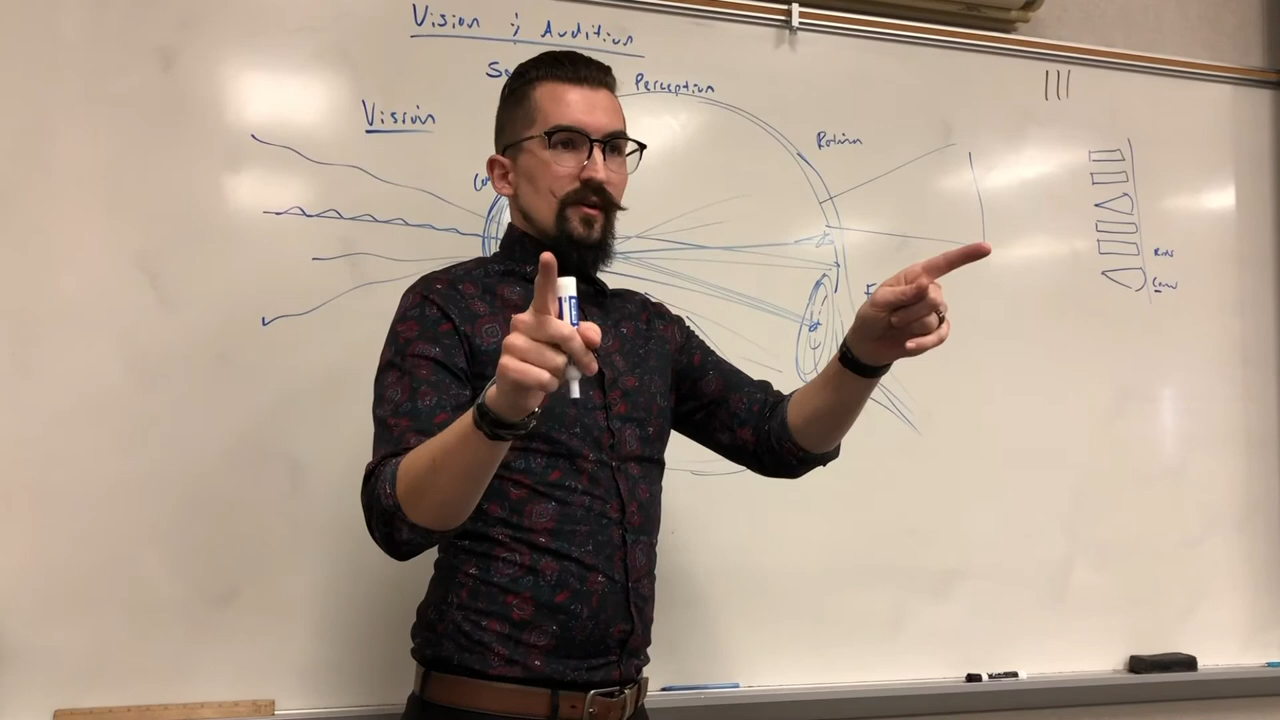 Vision & Audition
Perception
Vision
Retina
Rods
Cones